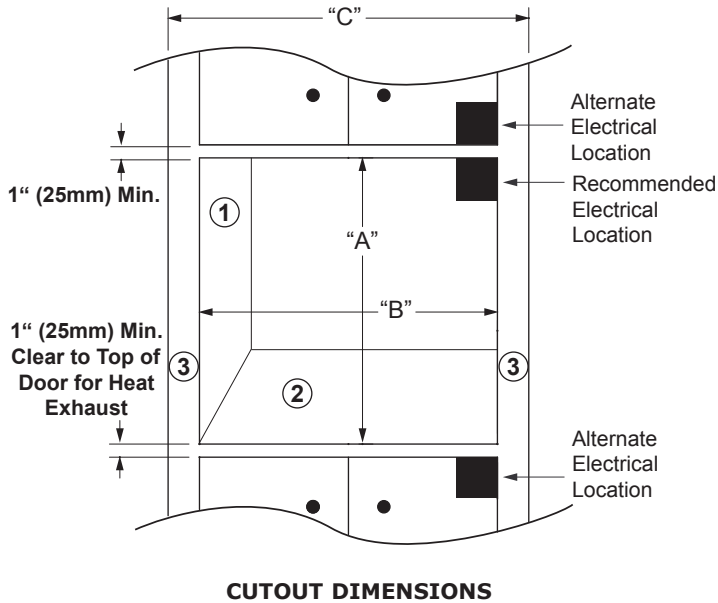 “C”
Alternate
Electrical
Location
1“ (25mm) Min.
Recommended
Electrical
Location
1
“A”
“B”
1“ (25mm) Min.
Clear to Top of
Door for Heat
Exhaust
3
3
2
Alternate
Electrical
Location
CUTOUT DIMENSIONS